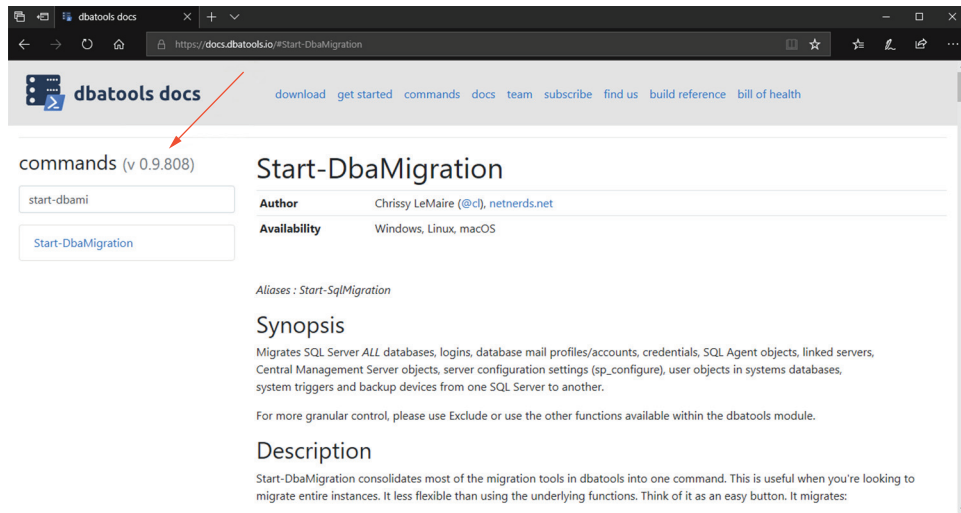 dbatools docs
https://docs.dbatools.io/#Start-DbaMigration
dbatools docs
download get started commands docs team subscribe find us build reference bill of health
commands (v 0.9.808)
start-dbami
Start-DbaMigration
Start-DbaMigration
Author Chrissy LeMaire (@cl), netnerds.net
Availability Windows, Linux, macOS
Aliases : Start-SqlMigration
Synopsis
Migrates SQL Server ALL databases, logins, database mail profiles/accounts, credentials, SQL Agent objects, linked servers,
Central Management Server objects, server configuration settings (sp_configure), user objects in systems databases,
system triggers and backup devices from one SQL Server to another.
For more granular control, please use Exclude or use the other functions available within the dbatools module.
Description
Start-DbaMigration consolidates most of the migration tools in dbatools into one command. This is useful when you're looking to
migrate entire instances. It less flexible than using the underlying functions. Think of it as an easy button. It migrates: